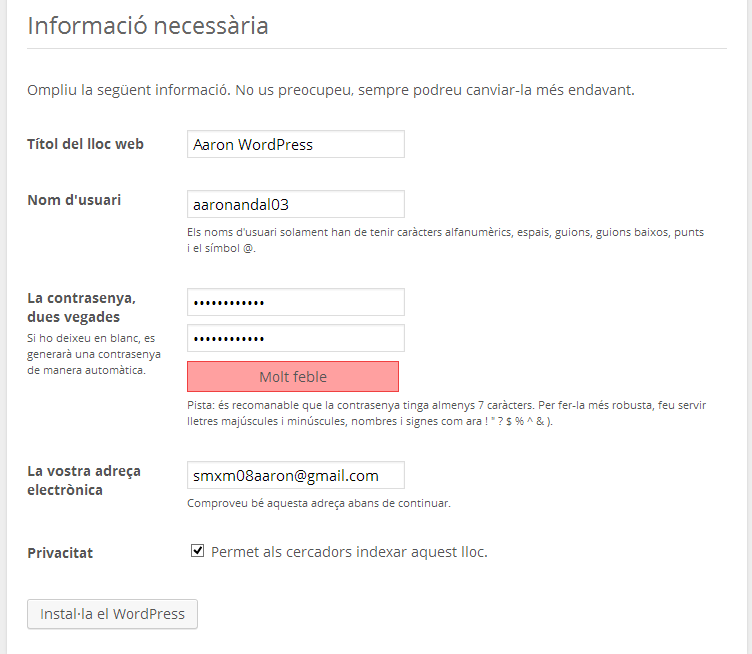 Informació necessària
Ompliu la següent informació. No us preocupeu, sempre podreu canviar-la més endavant.
Títol del lloc web
Aaron WordPress
Nom d'usuari
aaronandal03
Els noms d'usuari solament han de tenir caràcters alfanumèrics, espais, guions, guions baixos, punts
i el símbol @.
La contrasenya,
dues vegades
Si ho deixeu en blanc, es
generarà una contrasenya
de manera automàtica.
••••••••••••
••••••••••••
Molt feble
Pista: és recomanable que la contrasenya tinga almenys 7 caràcters. Per fer-la més robusta, feu servir
lletres majúscules i minúscules, nombres i signes com ara ! " ? $ % ^ & ).
La vostra adreça
electrònica
smxm08aaron@gmail.com
Comproveu bé aquesta adreça abans de continuar.
Privacitat
Permet als cercadors indexar aquest lloc.
Instal·la el WordPress